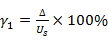 γ₁ = Δ/Uₛ × 100%